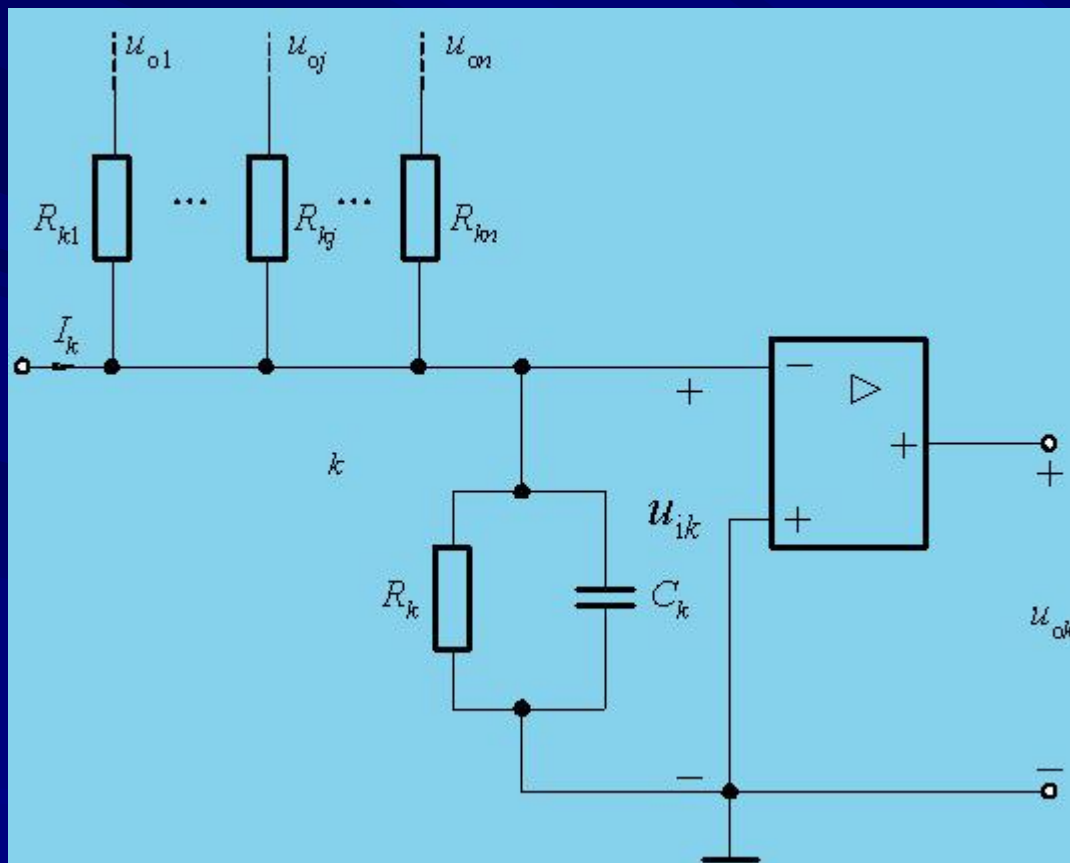 u_o1 u_oj u_on
R_k1 ... R_kj ... R_kn
I_k
+ − ▷ +
k
+
u_ik +
R_k C_k
u_ok
− −